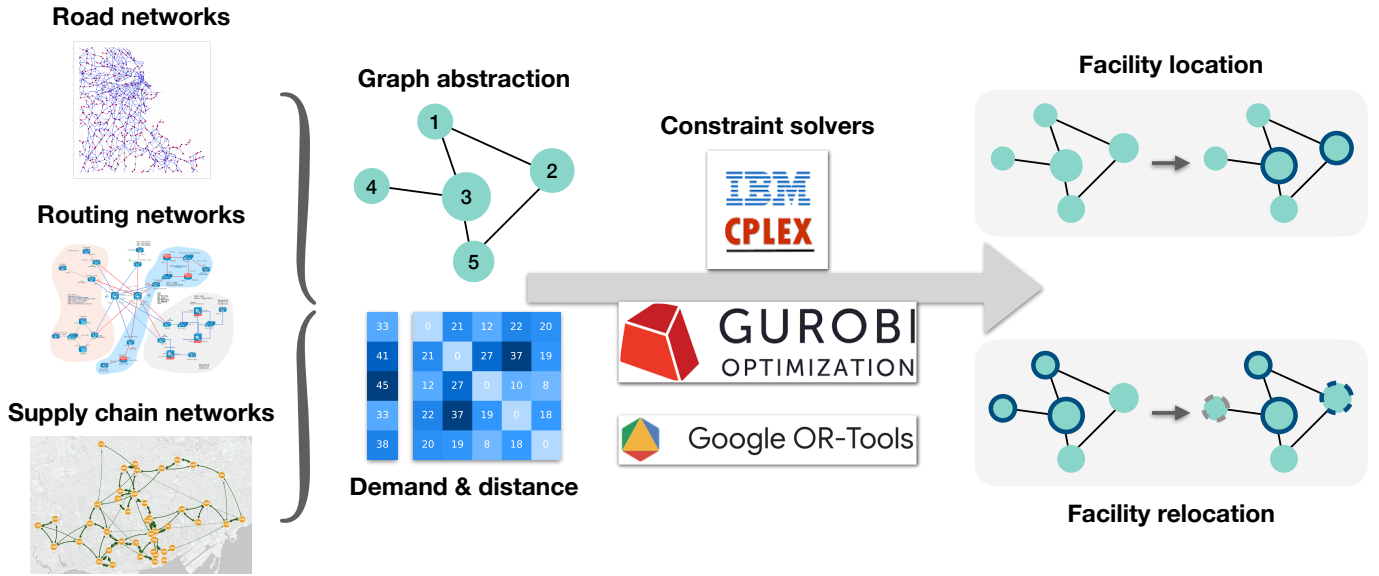 Road networks
Routing networks
Supply chain networks
Graph abstraction
1
2
3
4
5
33
41
45
33
38
0 21 12 22 20
21 0 27 37 19
12 27 0 10 8
22 37 19 0 18
20 19 8 18 0
Demand & distance
Constraint solvers
IBM
CPLEX
GUROBI
OPTIMIZATION
Google OR-Tools
Facility location
Facility relocation